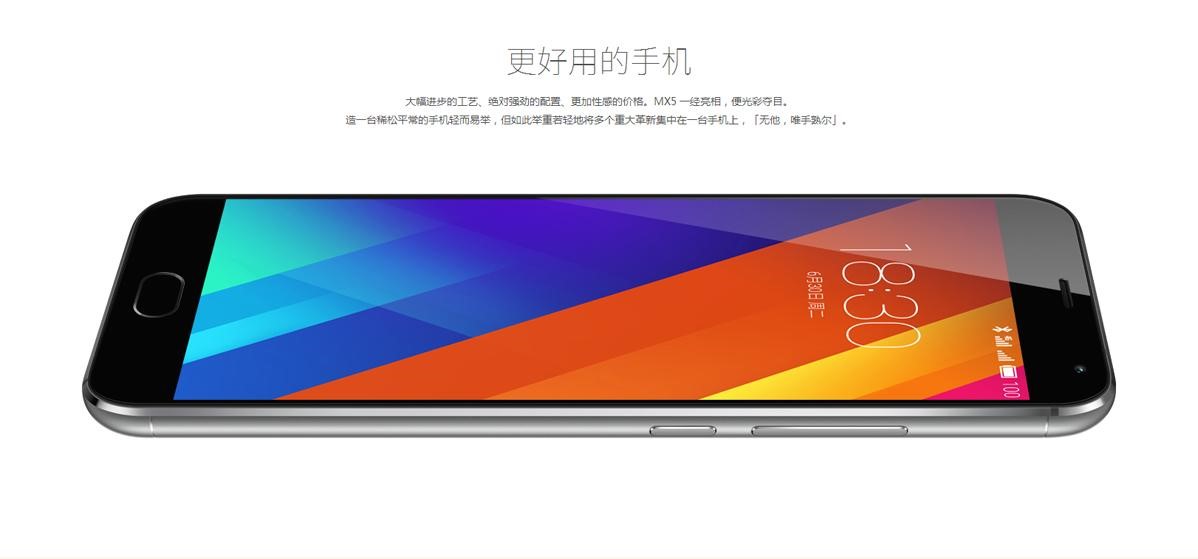 更好用的手机
大幅进步的工艺、绝对强劲的配置、更加性感的价格。MX5 一经亮相，便光彩夺目。
造一台稀松平常的手机轻而易举，但如此举重若轻地将多个重大革新集中在一台手机上，「无他，唯手熟尔」。
18:30
6月30日 周二
100